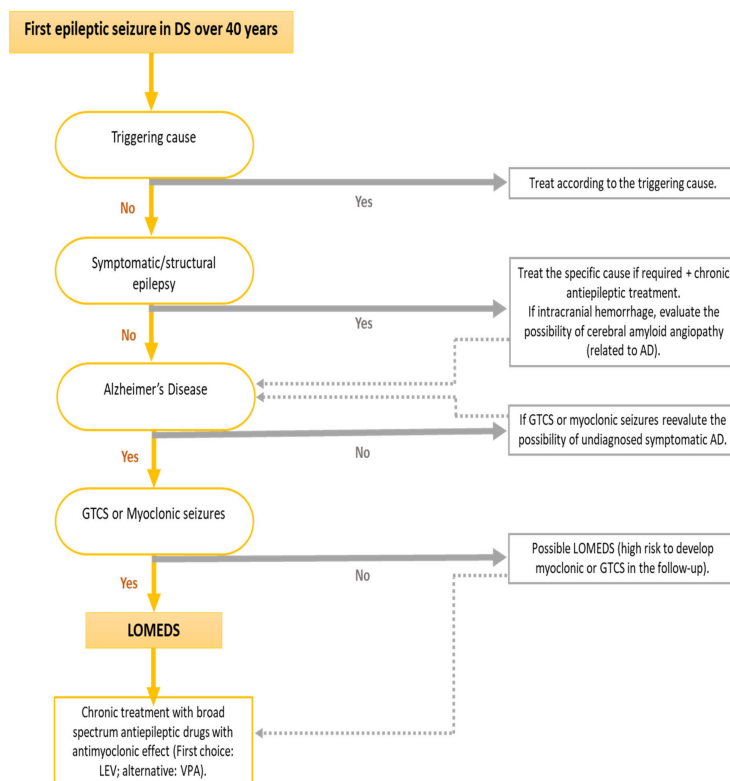 First epileptic seizure in DS over 40 years
Triggering cause
Treat according to the triggering cause.
Yes
No
Symptomatic/structural
epilepsy
Treat the specific cause if required + chronic
antiepileptic treatment.
If intracranial hemorrhage, evaluate the
possibility of cerebral amyloid angiopathy
(related to AD).
Yes
No
Alzheimer's Disease
If GTCS or myoclonic seizures reevalute the
possibility of undiagnosed symptomatic AD.
Yes
No
GTCS or Myoclonic seizures
Possible LOMEDS (high risk to develop
myoclonic or GTCS in the follow-up).
Yes
No
LOMEDS
Chronic treatment with broad
spectrum antiepileptic drugs with
antimyoclonic effect (First choice:
LEV; alternative: VPA).